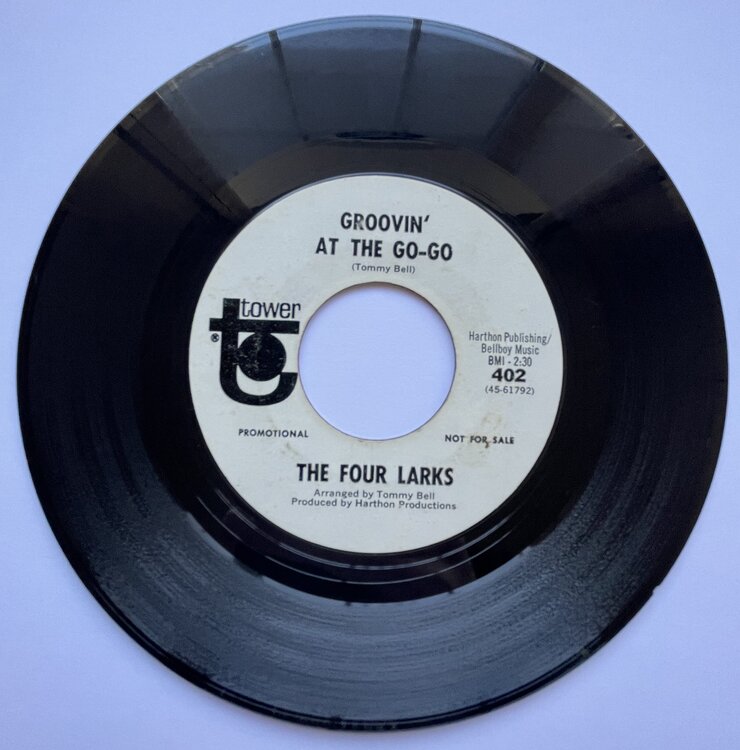 GROOVIN'
AT THE GO-GO
(Tommy Bell)
tower
®
Harthon Publishing/
Bellboy Music
BMI - 2:30
402
(45-61792)
PROMOTIONAL
NOT FOR SALE
THE FOUR LARKS
Arranged by Tommy Bell
Produced by Harthon Productions